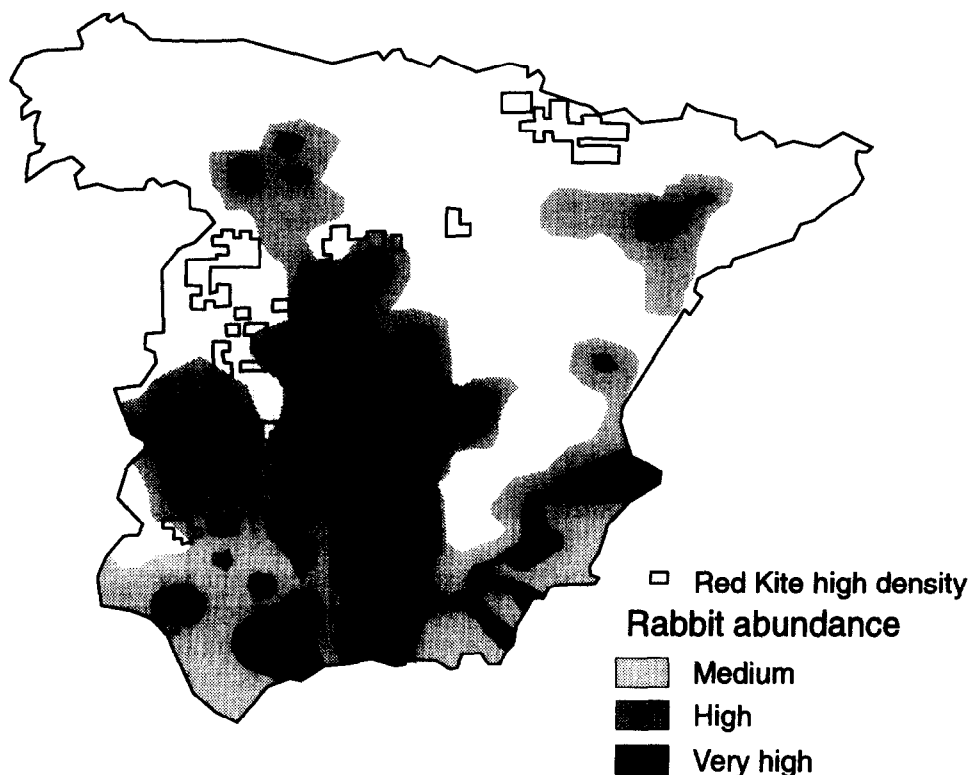 Red Kite high density
Rabbit abundance
Medium
High
Very high